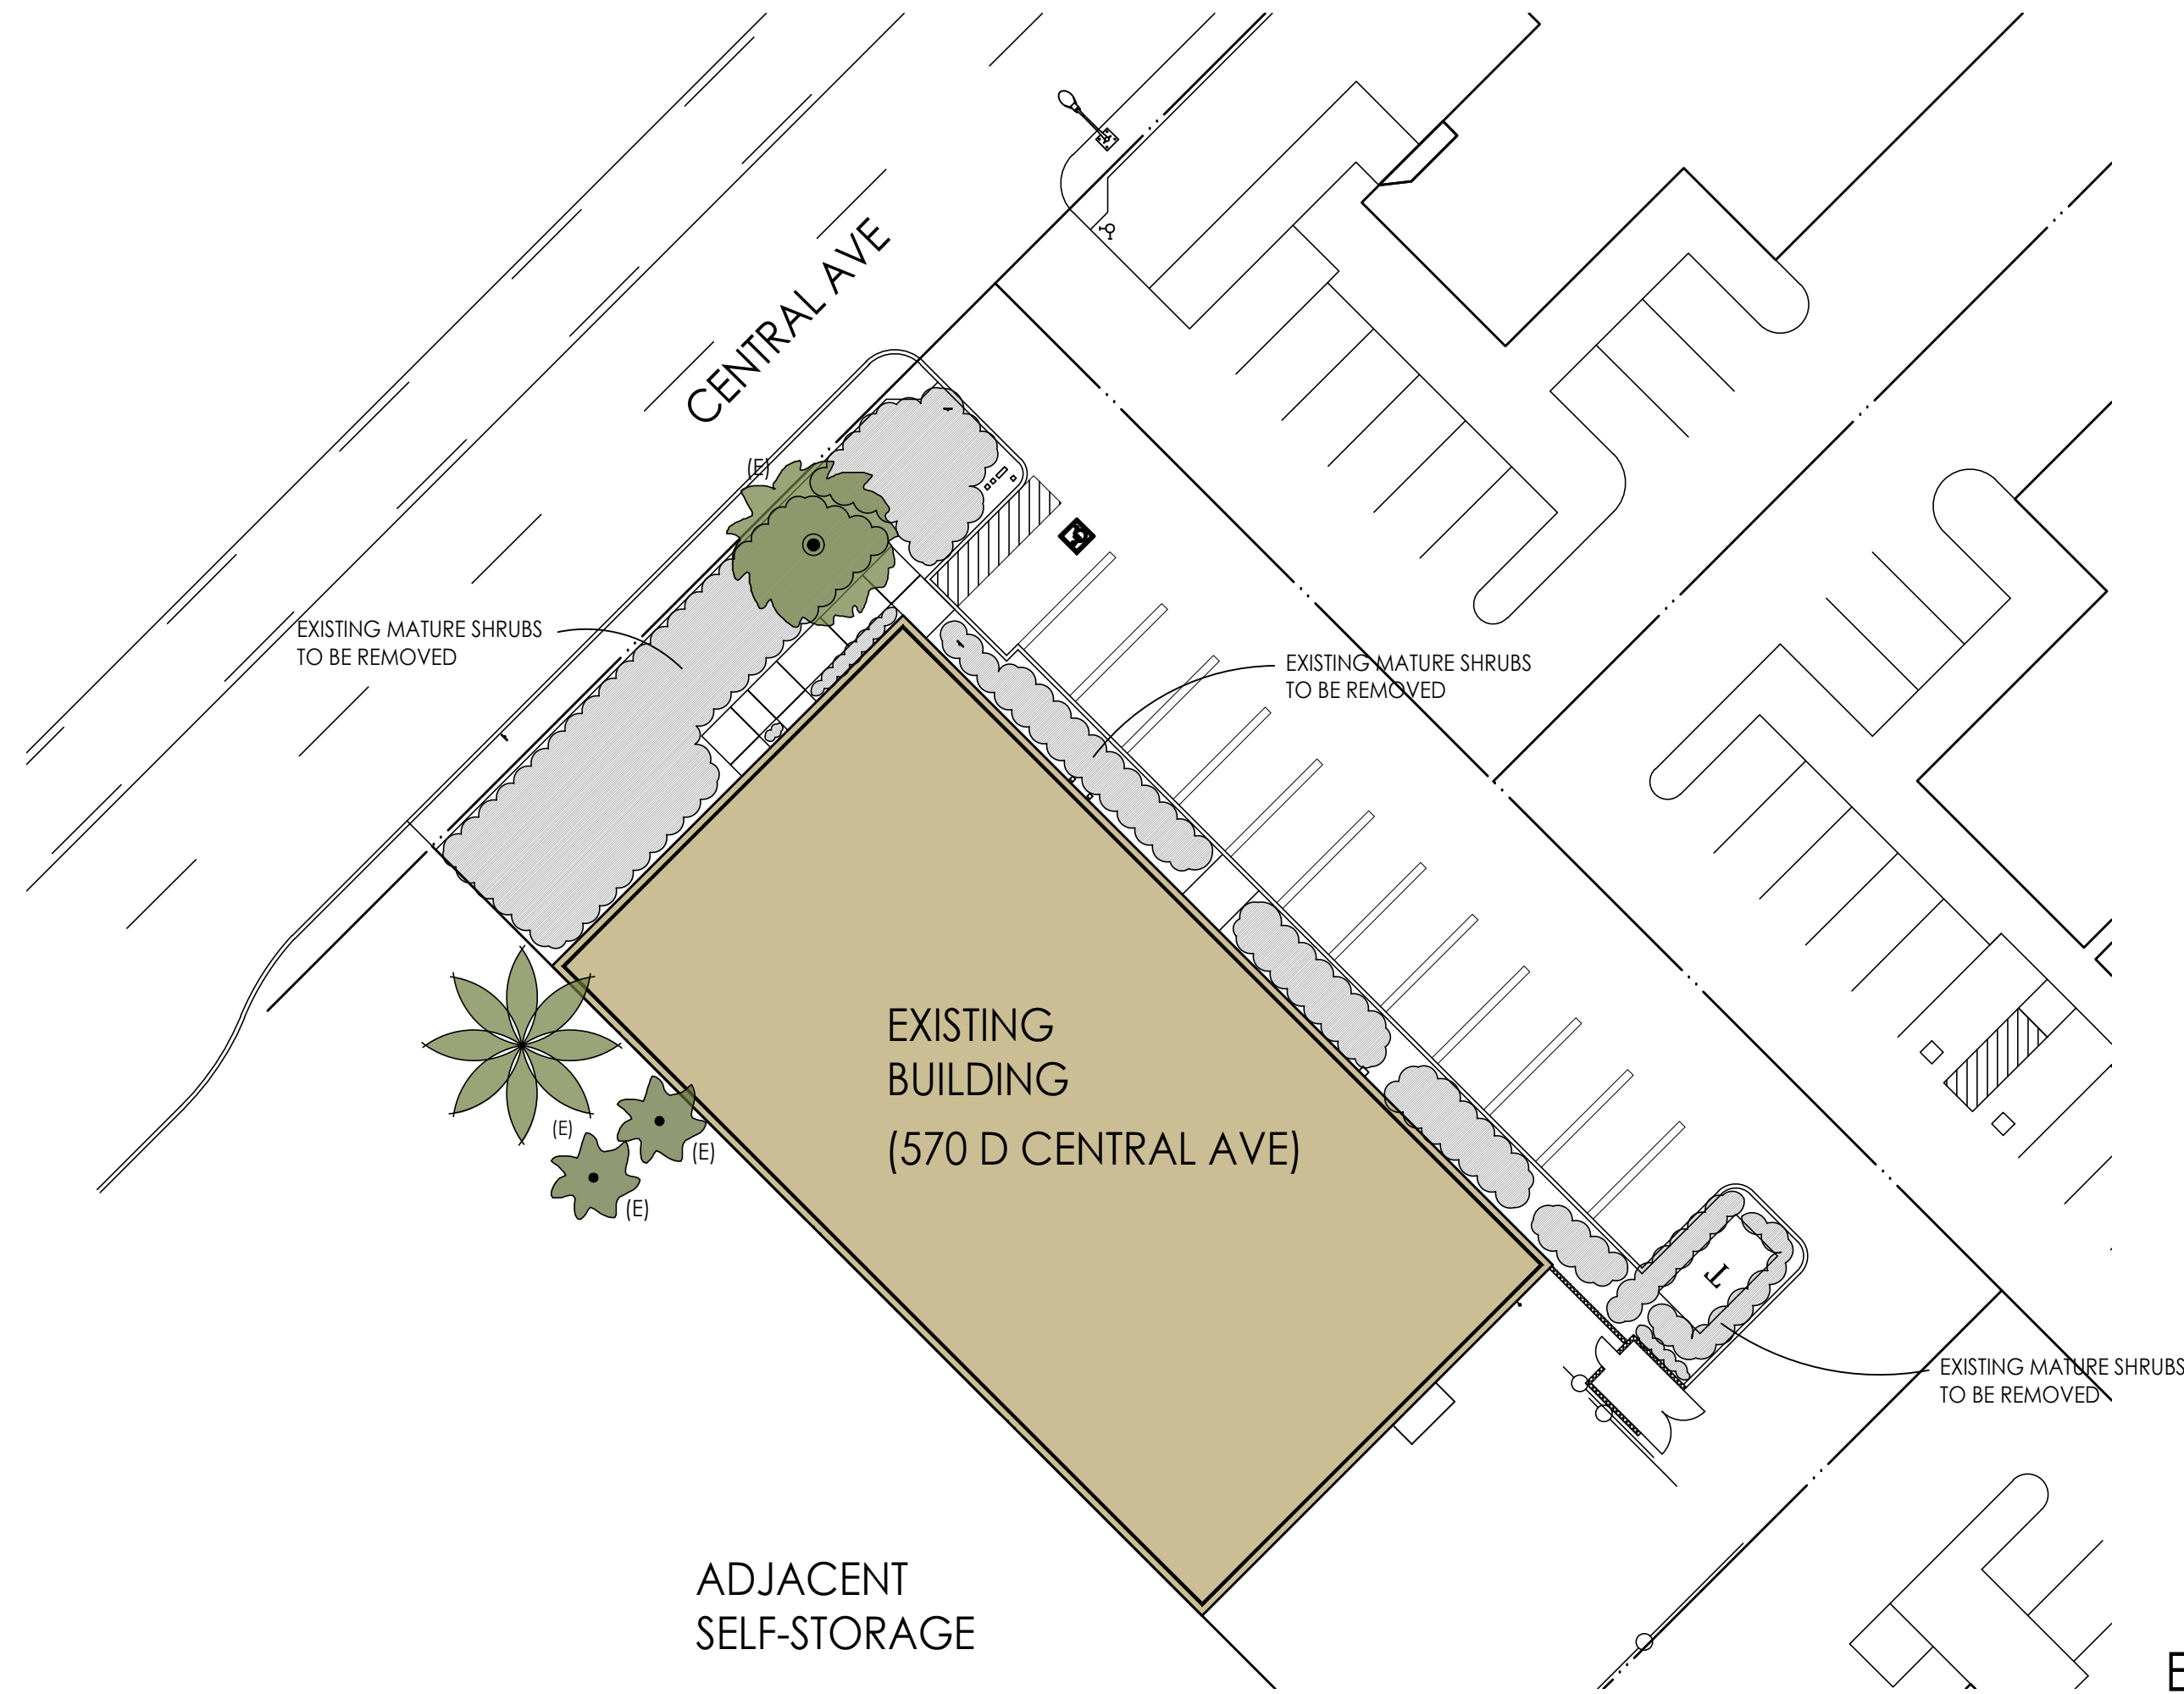 CENTRAL AVE
(E)
EXISTING MATURE SHRUBS
TO BE REMOVED
EXISTING MATURE SHRUBS
TO BE REMOVED
EXISTING
BUILDING
(570 D CENTRAL AVE)
(E)
(E)
(E)
T
EXISTING MATURE SHRUBS
TO BE REMOVED
ADJACENT
SELF-STORAGE
E